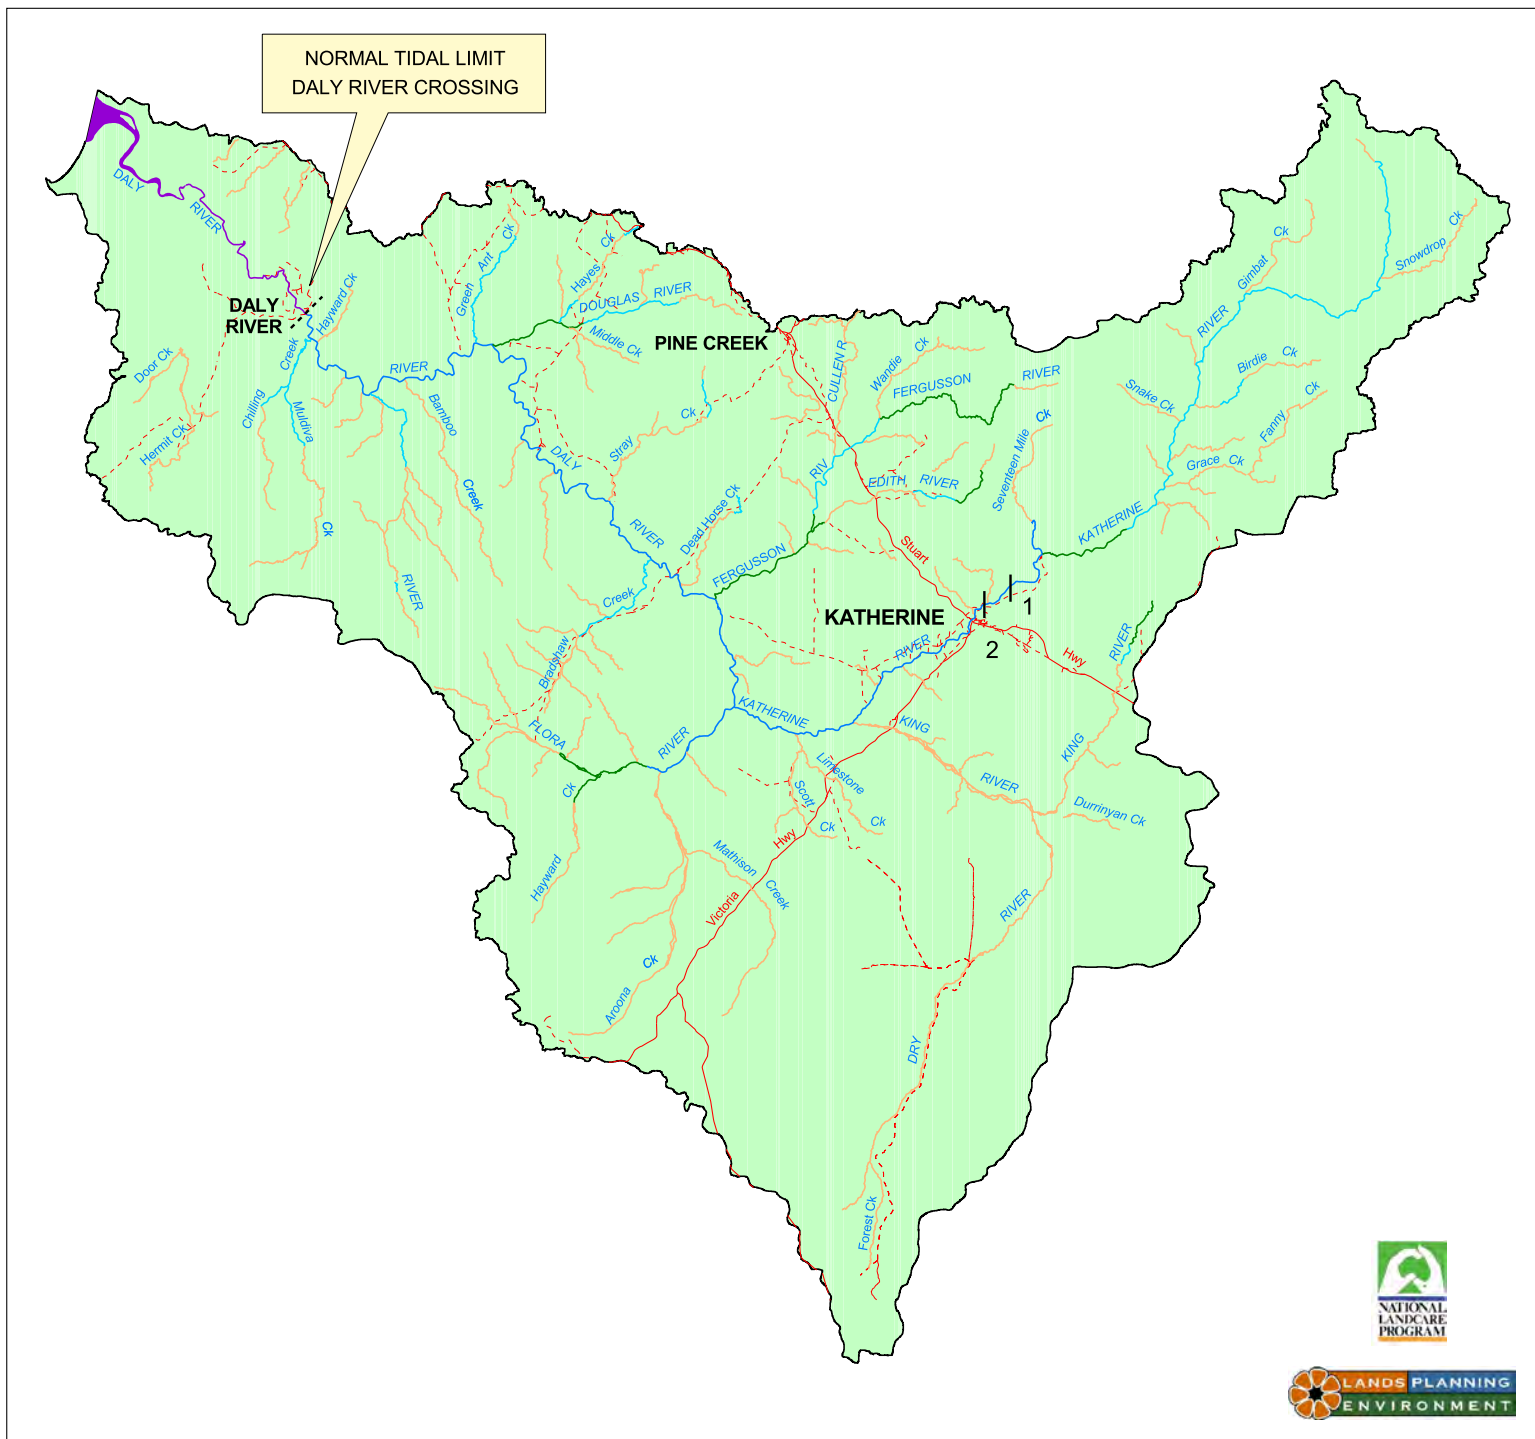 NORMAL TIDAL LIMIT
DALY RIVER CROSSING
DALY
RIVER
DALY
RIVER
Hayward Ck
Door Ck
Hermit Ck
Chilling
Creek
Muldiva
Ck
RIVER
Bamboo
Creek
RIVER
Green
Ant
Ck
Hayes
Ck
DOUGLAS
RIVER
Middle Ck
PINE CREEK
Stray
Ck
DALY
RIVER
Dead Horse Ck
CULLEN R
Wandie
Ck
FERGUSSON
RIVER
RIV
EDITH
RIVER
Seventeen Mile
Ck
FERGUSSON
Stuart
KATHERINE
1
2
Hwy
RIVER
KATHERINE
Snake Ck
RIVER
Gimbat
Ck
Snowdrop
Ck
Birdie
Ck
Fanny
Ck
Grace
Ck
Bradshaw
Creek
FLORA
RIVER
KATHERINE
KING
RIVER
KING
RIVER
Durrinyan Ck
Limestone
Ck
Scott
Ck
Hwy
Victoria
Ck
Hayward
Mathison
Creek
Aroona
Ck
RIVER
DRY
Forest Ck
NATIONAL
LANDCARE
PROGRAM
LANDS PLANNING
ENVIRONMENT